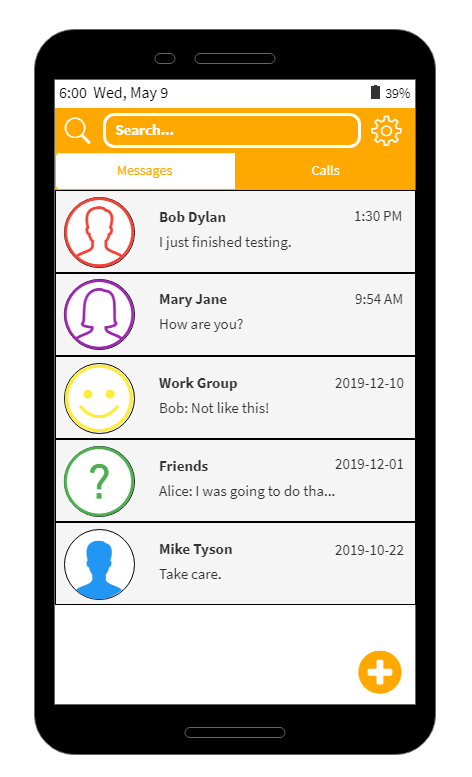 6:00 Wed, May 9 39%
Search...
Messages Calls
Bob Dylan 1:30 PM
I just finished testing.
Mary Jane 9:54 AM
How are you?
Work Group 2019-12-10
Bob: Not like this!
?
Friends 2019-12-01
Alice: I was going to do tha...
Mike Tyson 2019-10-22
Take care.